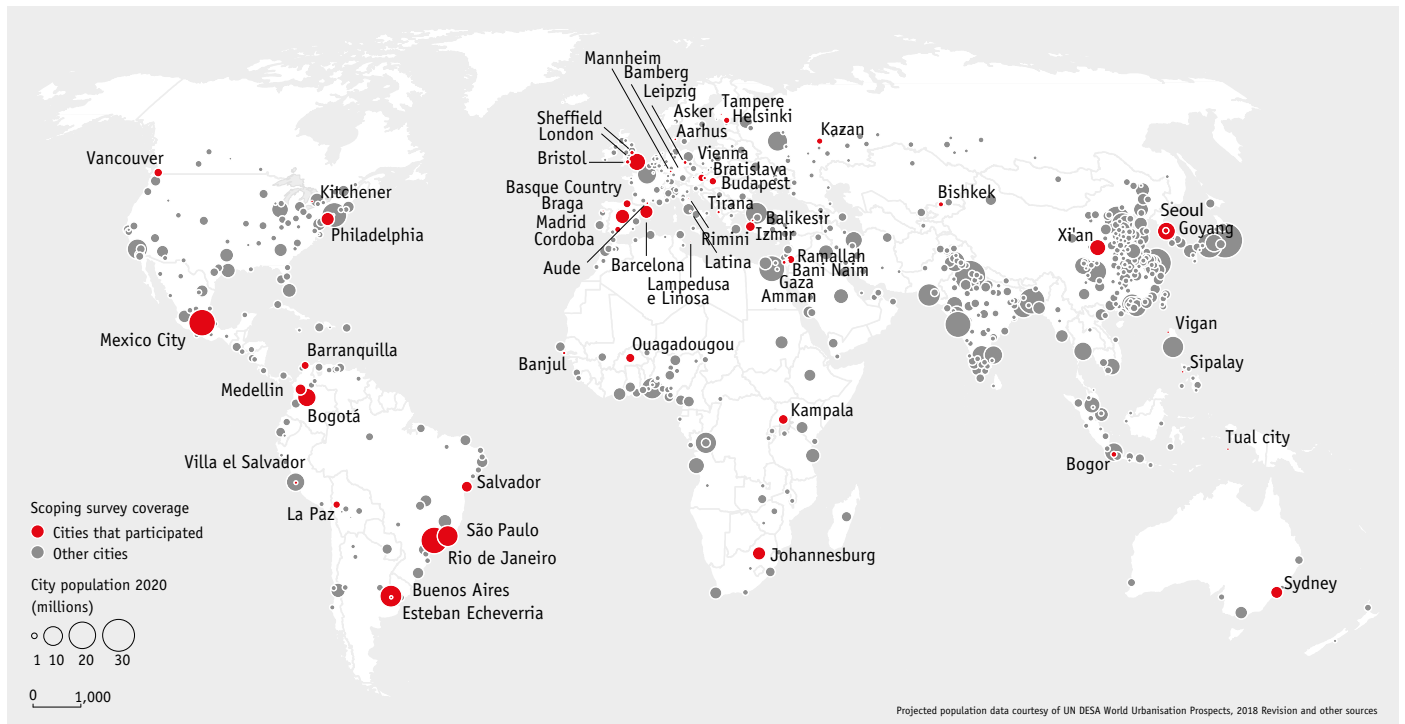 Mannheim
Bamberg
Leipzig
Tampere
Asker
Helsinki
Sheffield
London
Aarhus
Kazan
Bristol
Vienna
Vancouver
Bratislava
Budapest
Basque Country
Kitchener
Bishkek
Braga
Tirana
Seoul
Madrid
Balikesir
Philadelphia
Goyang
Xi'an
Izmir
Cordoba
Rimini
Ramallah
Aude
Barcelona
Latina
Bani Naim
Lampedusa
e Linosa
Gaza
Amman
Vigan
Mexico City
Ouagadougou
Barranquilla
Banjul
Sipalay
Medellin
Kampala
Bogotá
Tual city
Villa el Salvador
Bogor
Salvador
La Paz
São Paulo
Rio de Janeiro
Johannesburg
Buenos Aires
Esteban Echeverria
Sydney
Scoping survey coverage
Cities that participated
Other cities
City population 2020
(millions)
1 10 20 30
0 1,000
Projected population data courtesy of UN DESA World Urbanisation Prospects, 2018 Revision and other sources